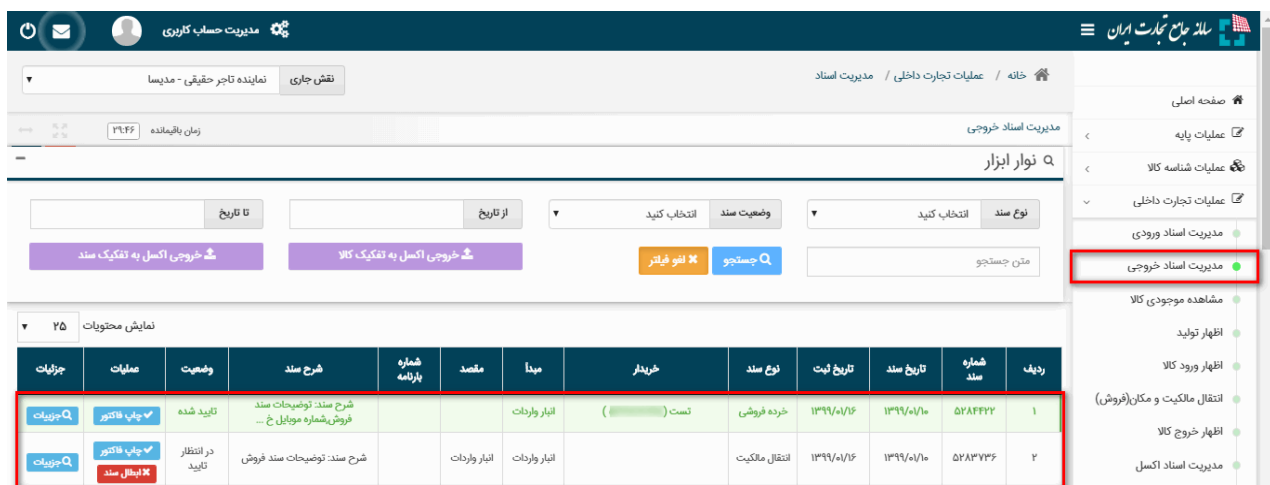 سامانه جامع تجارت ایران
مدیریت حساب کاربری
خانه / عملیات تجارت داخلی / مدیریت اسناد
نقش جاری
نماینده تاجر حقیقی - مدیسا
مدیریت اسناد خروجی
زمان باقیمانده ۲۹:۴۶
نوار ابزار
نوع سند انتخاب کنید
وضعیت سند انتخاب کنید
از تاریخ
تا تاریخ
متن جستجو
جستجو
لغو فیلتر
خروجی اکسل به تفکیک کالا
خروجی اکسل به تفکیک سند
نمایش محتویات ۲۵
ردیف شماره سند تاریخ سند تاریخ ثبت نوع سند خریدار مبدأ مقصد شماره بارنامه شرح سند وضعیت عملیات جزئیات
۱ ۵۲۸۴۴۲۲ ۱۳۹۹/۰۱/۱۰ ۱۳۹۹/۰۱/۱۶ خرده فروشی تست ( ) انبار واردات شرح سند: توضیحات سند فروش,شماره موبایل خ ... تایید شده چاپ فاکتور جزییات
۲ ۵۲۸۳۷۳۶ ۱۳۹۹/۰۱/۱۰ ۱۳۹۹/۰۱/۱۶ انتقال مالکیت انبار واردات انبار واردات شرح سند: توضیحات سند فروش در انتظار تایید چاپ فاکتور ابطال سند جزییات
صفحه اصلی
عملیات پایه
عملیات شناسه کالا
عملیات تجارت داخلی
مدیریت اسناد ورودی
مدیریت اسناد خروجی
مشاهده موجودی کالا
اظهار تولید
اظهار ورود کالا
انتقال مالکیت و مکان(فروش)
اظهار خروج کالا
مدیریت اسناد اکسل